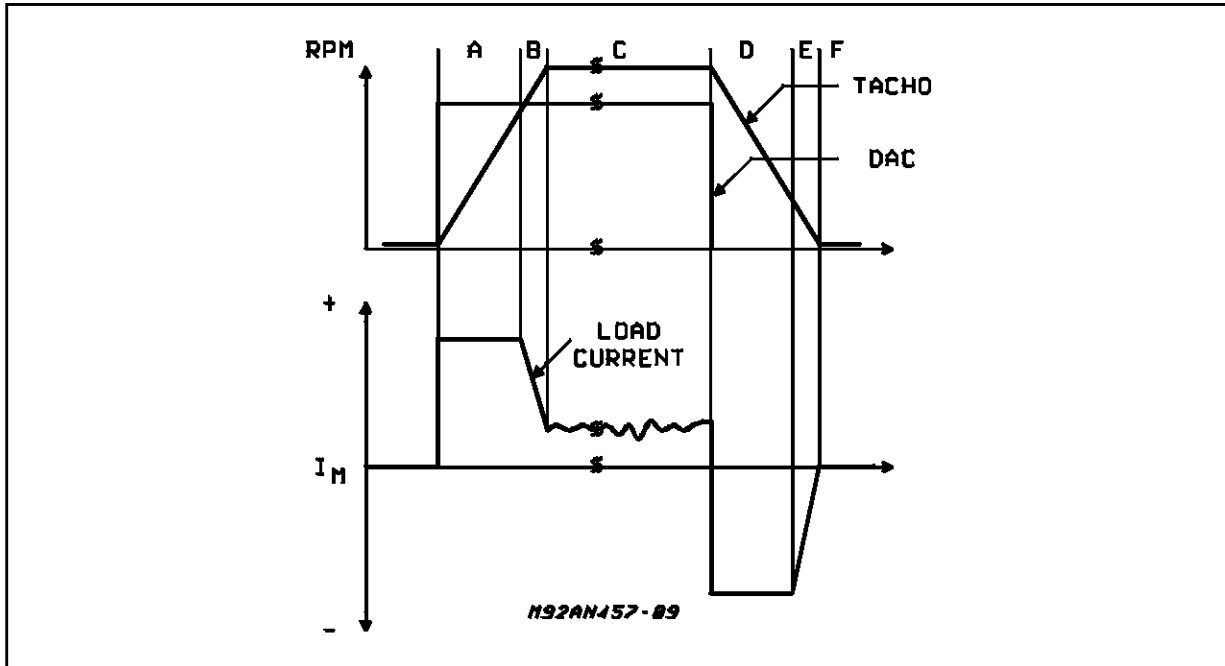 RPM
A B C D E F
TACHO
DAC
+
LOAD
CURRENT
I M
-
M92AN457-09